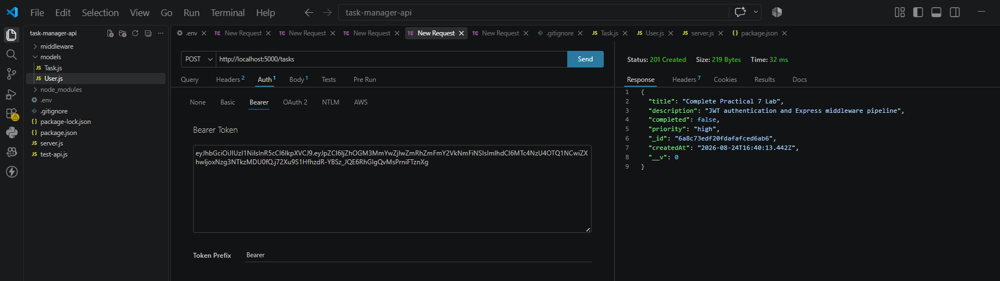 File Edit Selection View Go Run Terminal Help
task-manager-api
task-manager-api
middleware
models
JS Task.js
JS User.js
node_modules
.env
.gitignore
{} package-lock.json
{} package.json
JS server.js
JS test-api.js
.env
TC New Request
TC New Request
TC New Request
TC New Request
TC New Request
.gitignore
JS Task.js
JS User.js
JS server.js
{} package.json
POST http://localhost:5000/tasks Send
Query Headers 2 Auth 1 Body 1 Tests Pre Run
None Basic Bearer OAuth 2 NTLM AWS
Bearer Token
Token Prefix Bearer
Status: 201 Created Size: 219 Bytes Time: 32 ms
Response Headers 7 Cookies Results Docs
1 {
2 "title": "Complete Practical 7 Lab",
3 "description": "JWT authentication and Express middleware pipeline",
4 "completed": false,
5 "priority": "high",
6 "_id": "6a8c73edf20fdafafced6ab6",
7 "createdAt": "2026-08-24T16:40:13.442Z",
8 "__v": 0
9 }